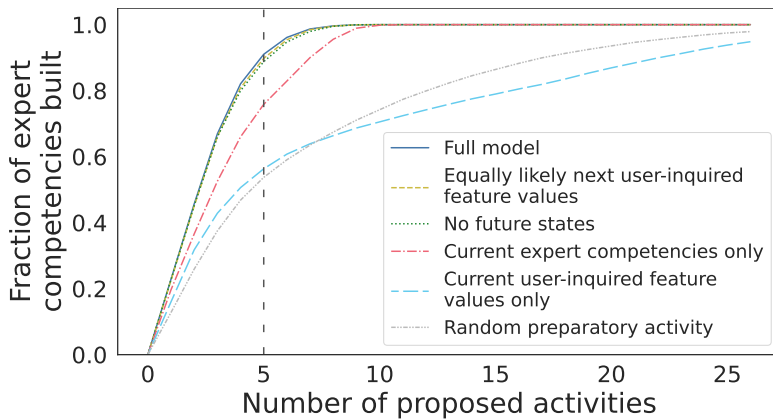 1.0
0.8
0.6
0.4
0.2
0.0
Fraction of expert
competencies built
Full model
Equally likely next user-inquired
feature values
No future states
Current expert competencies only
Current user-inquired feature
values only
Random preparatory activity
0 5 10 15 20 25
Number of proposed activities